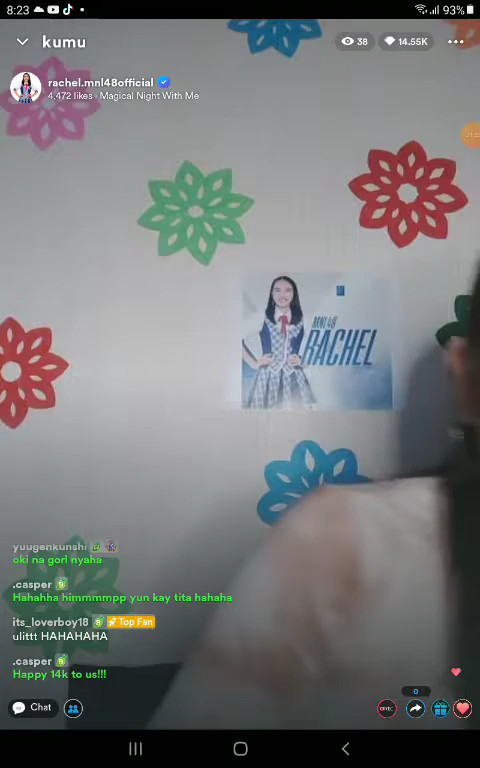 8:23
93%
kumu
38
14.55K
rachel.mnl48official
4,472 likes · Magical Night With Me
MNL48
RACHEL
yuugenkunshi
oki na gorl nyaha
.casper
Hahahha himmmmpp yun kay tita hahaha
its_loverboy18 Top Fan
ulittt HAHAHAHA
.casper
Happy 14k to us!!!
0
Chat